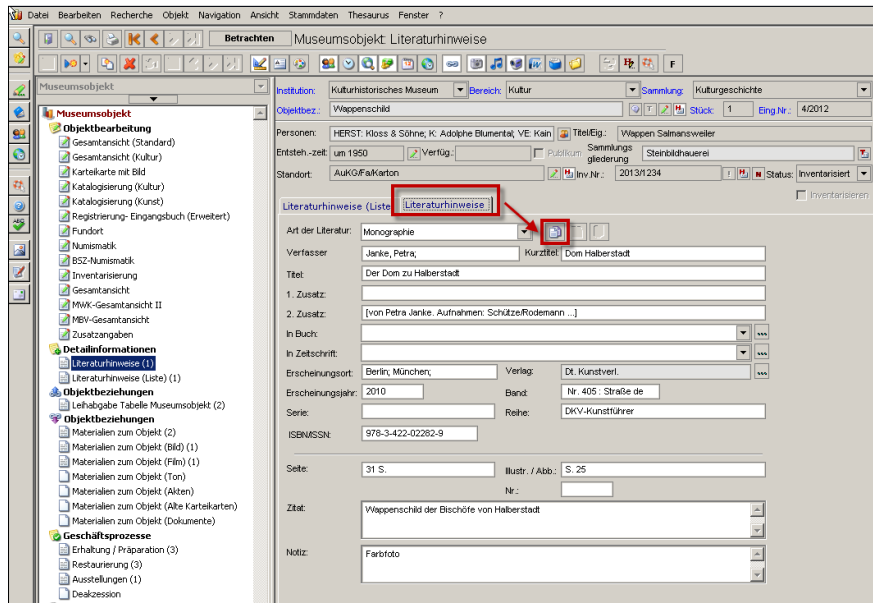 Datei Bearbeiten Recherche Objekt Navigation Ansicht Stammdaten Thesaurus Fenster ?
Betrachten Museumsobjekt: Literaturhinweise
F
Museumsobjekt
Museumsobjekt
Objektbearbeitung
Gesamtansicht (Standard)
Gesamtansicht (Kultur)
Karteikarte mit Bild
Katalogisierung (Kultur)
Katalogisierung (Kunst)
Registrierung- Eingangsbuch (Erweitert)
Fundort
Numismatik
BSZ-Numismatik
Inventarisierung
Gesamtansicht
MWK-Gesamtansicht II
MBV-Gesamtansicht
Zusatzangaben
Detailinformationen
Literaturhinweise (1)
Literaturhinweise (Liste) (1)
Objektbeziehungen
Leihabgabe Tabelle Museumsobjekt (2)
Objektbeziehungen
Materialien zum Objekt (2)
Materialien zum Objekt (Bild) (1)
Materialien zum Objekt (Film) (1)
Materialien zum Objekt (Ton)
Materialien zum Objekt (Akten)
Materialien zum Objekt (Alte Karteikarten)
Materialien zum Objekt (Dokumente)
Geschäftsprozesse
Erhaltung / Präparation (3)
Restaurierung (3)
Ausstellungen (1)
Deakzession
Institution: Kulturhistorisches Museum Bereich: Kultur Sammlung: Kulturgeschichte
Objektbez.: Wappenschild Stück: 1 Eing.Nr.: 4/2012
Personen: HERST: Kloss & Söhne; K: Adolphe Blumental; VE: Kain Titel/Eig.: Wappen Salmansweiler
Entsteh.-zeit: um 1950 Verfüg.: Publikum Sammlungs gliederung Steinbildhauerei
Standort: AuKG/Fa/Karton Inv.Nr.: 2013/1234 Status: Inventarisiert
Inventarisieren
Literaturhinweise (Liste) Literaturhinweise
Art der Literatur: Monographie
Verfasser Janke, Petra; Kurztitel: Dom Halberstadt
Titel: Der Dom zu Halberstadt
1. Zusatz:
2. Zusatz: [von Petra Janke. Aufnahmen: Schütze/Rodemann ...]
In Buch:
In Zeitschrift:
Erscheinungsort: Berlin; München; Verlag: Dt. Kunstverl.
Erscheinungsjahr: 2010 Band: Nr. 405 : Straße de
Serie: Reihe: DKV-Kunstführer
ISBN/ISSN: 978-3-422-02282-9
Seite: 31 S. Illustr. / Abb.: S. 25
Nr.:
Zitat: Wappenschild der Bischöfe von Halberstadt
Notiz: Farbfoto